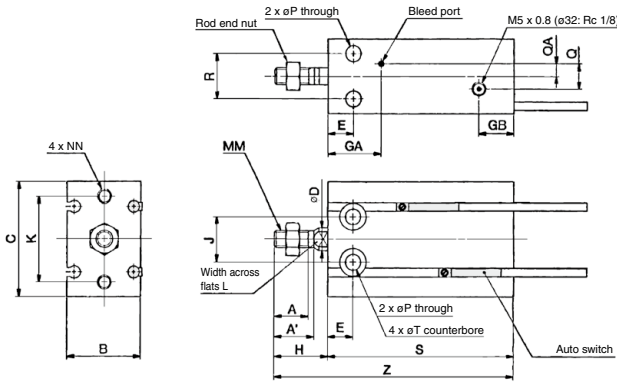 2 x øP through
Bleed port
Rod end nut
M5 x 0.8 (ø32: Rc 1/8)
QA
Q
R
E
GA
GB
4 x NN
MM
øD
C
K
J
Width across
flats L
A
A'
H
E
B
2 x øP through
4 x øT counterbore
S
Auto switch
Z